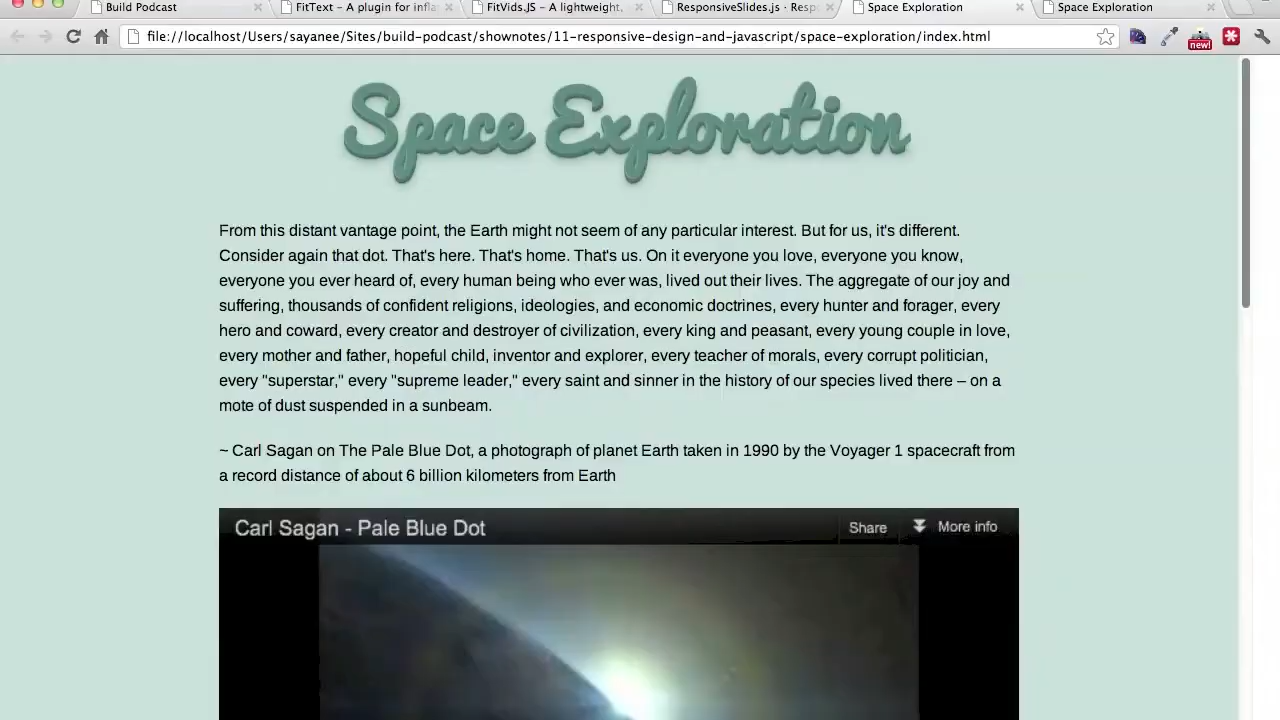 Build Podcast
FitText – A plugin for infla
FitVids.JS – A lightweight,
ResponsiveSlides.js · Resp
Space Exploration
Space Exploration
file://localhost/Users/sayanee/Sites/build-podcast/shownotes/11-responsive-design-and-javascript/space-exploration/index.html
new!
Space Exploration
From this distant vantage point, the Earth might not seem of any particular interest. But for us, it's different.
Consider again that dot. That's here. That's home. That's us. On it everyone you love, everyone you know,
everyone you ever heard of, every human being who ever was, lived out their lives. The aggregate of our joy and
suffering, thousands of confident religions, ideologies, and economic doctrines, every hunter and forager, every
hero and coward, every creator and destroyer of civilization, every king and peasant, every young couple in love,
every mother and father, hopeful child, inventor and explorer, every teacher of morals, every corrupt politician,
every "superstar," every "supreme leader," every saint and sinner in the history of our species lived there – on a
mote of dust suspended in a sunbeam.
~ Carl Sagan on The Pale Blue Dot, a photograph of planet Earth taken in 1990 by the Voyager 1 spacecraft from
a record distance of about 6 billion kilometers from Earth
Carl Sagan - Pale Blue Dot
Share
More info